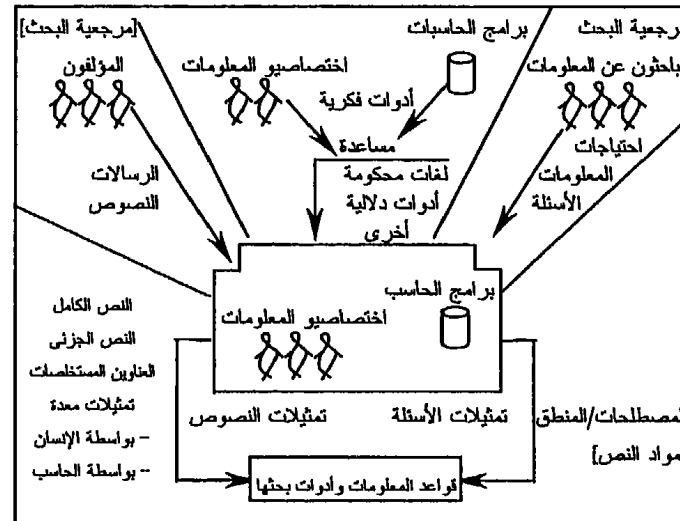 مرجعية البحث
باحثون عن المعلومات
احتياجات
المعلومات
الأسئلة
برامج الحاسبات
اختصاصيو المعلومات
أدوات فكرية
مساعدة
لغات محكومة
أدوات دلالية
أخرى
[مرجعية البحث]
المؤلفون
الرسالات
النصوص
برامج الحاسب
اختصاصيو المعلومات
النص الكامل
النص الجزئى
العناوين المستخلصات
تمثيلات معدة
– بواسطة الإنسان
-- بواسطة الحاسب
تمثيلات النصوص
تمثيلات الأسئلة
المصطلحات/المنطق
مواد النص]
قواعد المعلومات وأدوات بحثها